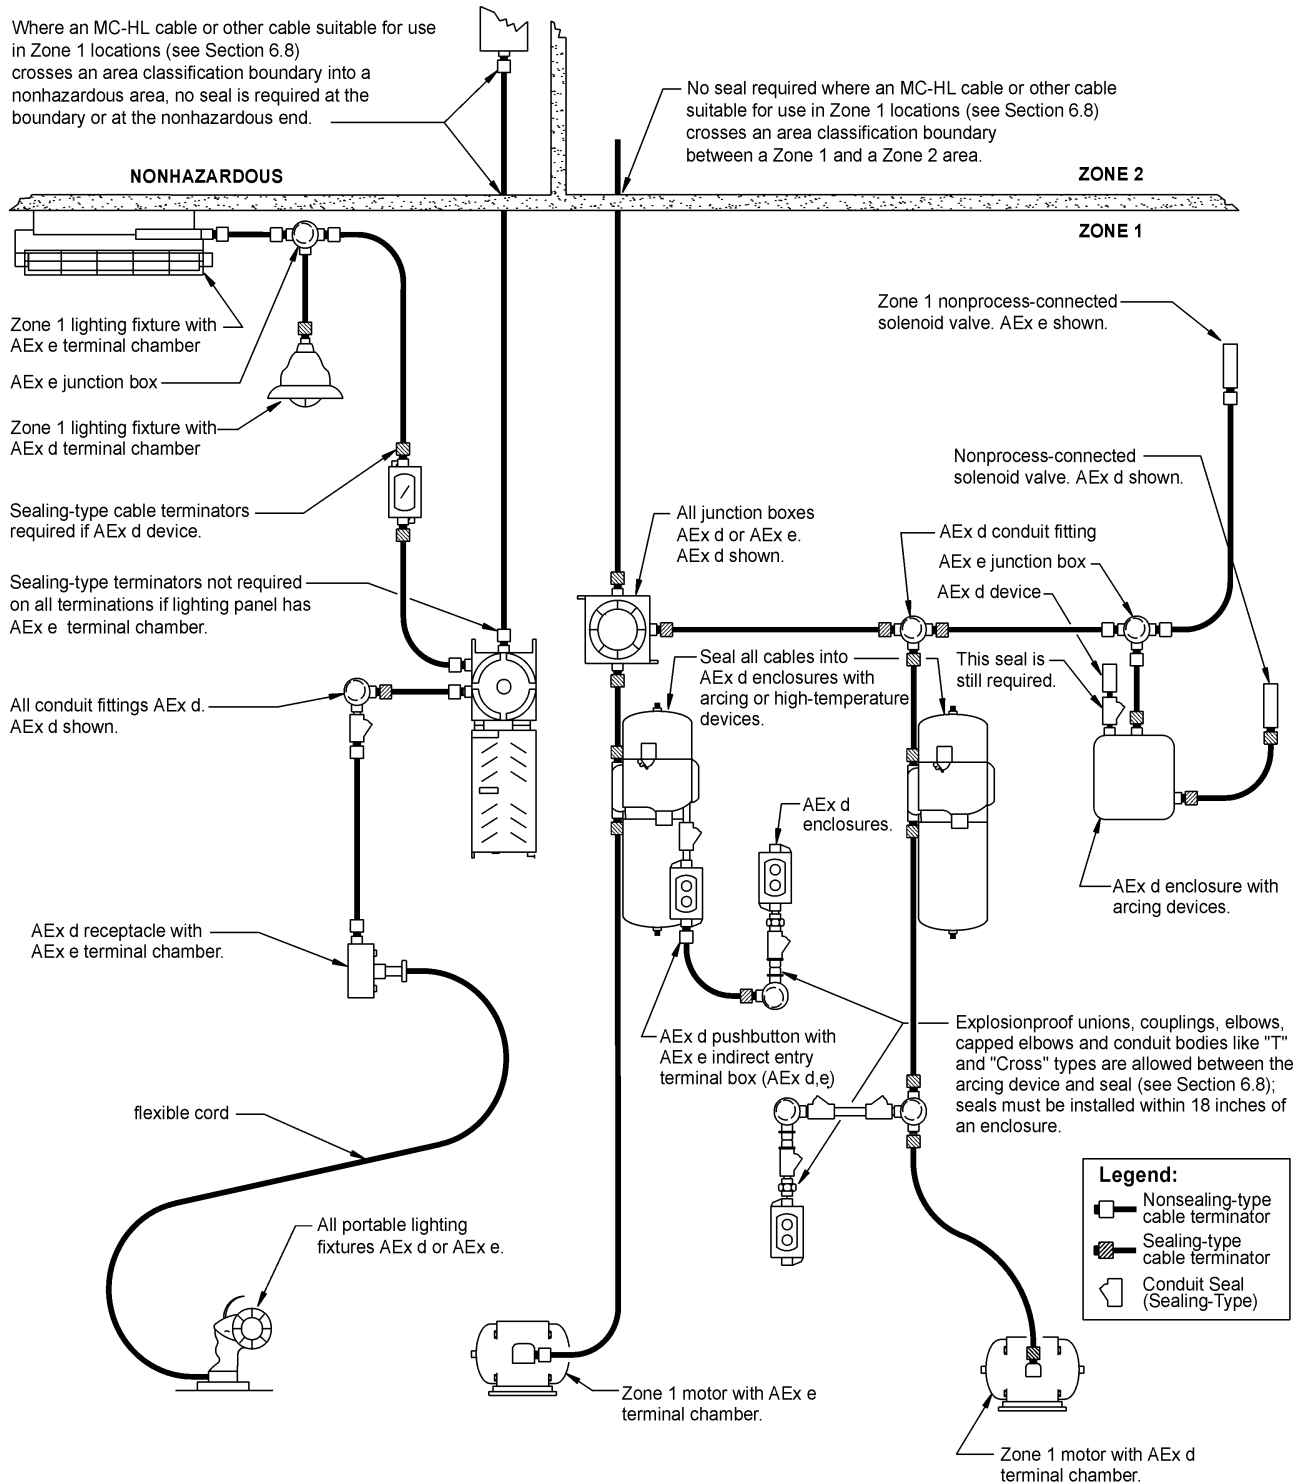 Where an MC-HL cable or other cable suitable for use
in Zone 1 locations (see Section 6.8)
crosses an area classification boundary into a
nonhazardous area, no seal is required at the
boundary or at the nonhazardous end.
No seal required where an MC-HL cable or other cable
suitable for use in Zone 1 locations (see Section 6.8)
crosses an area classification boundary
between a Zone 1 and a Zone 2 area.
NONHAZARDOUS
ZONE 2
ZONE 1
Zone 1 lighting fixture with
AEx e terminal chamber
AEx e junction box
Zone 1 lighting fixture with
AEx d terminal chamber
Sealing-type cable terminators
required if AEx d device.
Sealing-type terminators not required
on all terminations if lighting panel has
AEx e terminal chamber.
All conduit fittings AEx d.
AEx d shown.
Zone 1 nonprocess-connected
solenoid valve. AEx e shown.
Nonprocess-connected
solenoid valve. AEx d shown.
All junction boxes
AEx d or AEx e.
AEx d shown.
AEx d conduit fitting
AEx e junction box
AEx d device
Seal all cables into
AEx d enclosures with
arcing or high-temperature
devices.
This seal is
still required.
AEx d
enclosures.
AEx d enclosure with
arcing devices.
AEx d receptacle with
AEx e terminal chamber.
AEx d pushbutton with
AEx e indirect entry
terminal box (AEx d,e)
Explosionproof unions, couplings, elbows,
capped elbows and conduit bodies like "T"
and "Cross" types are allowed between the
arcing device and seal (see Section 6.8);
seals must be installed within 18 inches of
an enclosure.
flexible cord
All portable lighting
fixtures AEx d or AEx e.
Legend:
Nonsealing-type
cable terminator
Sealing-type
cable terminator
Conduit Seal
(Sealing-Type)
Zone 1 motor with AEx e
terminal chamber.
Zone 1 motor with AEx d
terminal chamber.